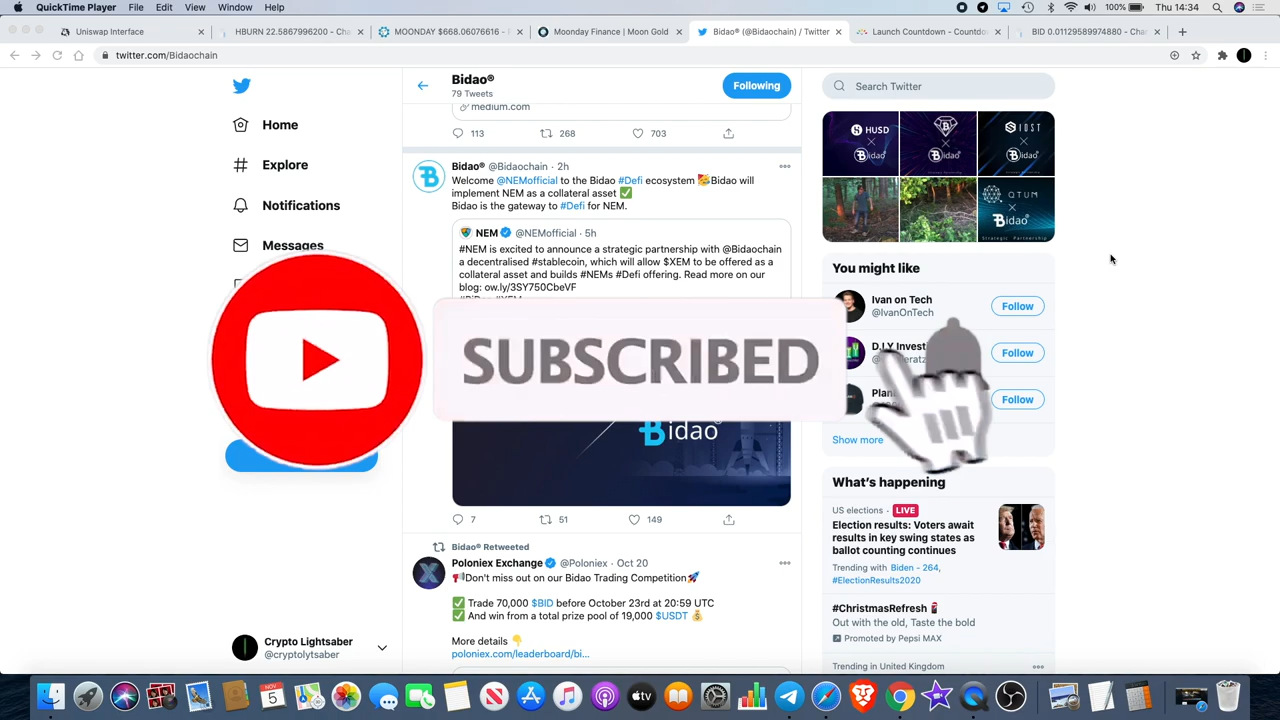 QuickTime Player File Edit View Window Help
100% Thu 14:34
Uniswap Interface
HBURN 22.5867996200 - Cha
MOONDAY $668.06076616 -
Moonday Finance | Moon Gold
Bidao® (@Bidaochain) / Twitter
Launch Countdown - Countdo
BID 0.01129589974880 - Char
twitter.com/Bidaochain
Home
Explore
Notifications
Messages
Crypto Lightsaber
@cryptolytsaber
Bidao®
79 Tweets
Following
medium.com
113 268 703
Bidao® @Bidaochain · 2h
Welcome @NEMofficial to the Bidao #Defi ecosystem 🥳Bidao will
implement NEM as a collateral asset ✅
Bidao is the gateway to #Defi for NEM.
NEM @NEMofficial · 5h
#NEM is excited to announce a strategic partnership with @Bidaochain
a decentralised #stablecoin, which will allow $XEM to be offered as a
collateral asset and builds #NEMs #Defi offering. Read more on our
blog: ow.ly/3SY750CbeVF
SUBSCRIBED
Bidao
7 51 149
Bidao® Retweeted
Poloniex Exchange @Poloniex · Oct 20
📢Don't miss out on our Bidao Trading Competition🚀
✅ Trade 70,000 $BID before October 23rd at 20:59 UTC
✅ And win from a total prize pool of 19,000 $USDT 💰
More details 👇
poloniex.com/leaderboard/bi...
Search Twitter
HUSD
Bidao
Bidao
IOST
Bidao
QTUM
X
Bidao
Strategic Partnership
You might like
Ivan on Tech
@IvanOnTech
Follow
D.I.Y Invest
Follow
Follow
Show more
What's happening
US elections · LIVE
Election results: Voters await
results in key swing states as
ballot counting continues
Trending with Biden - 264,
#ElectionResults2020
#ChristmasRefresh
Out with the old, Taste the bold
Promoted by Pepsi MAX
Trending in United Kingdom
NOV
5
tv